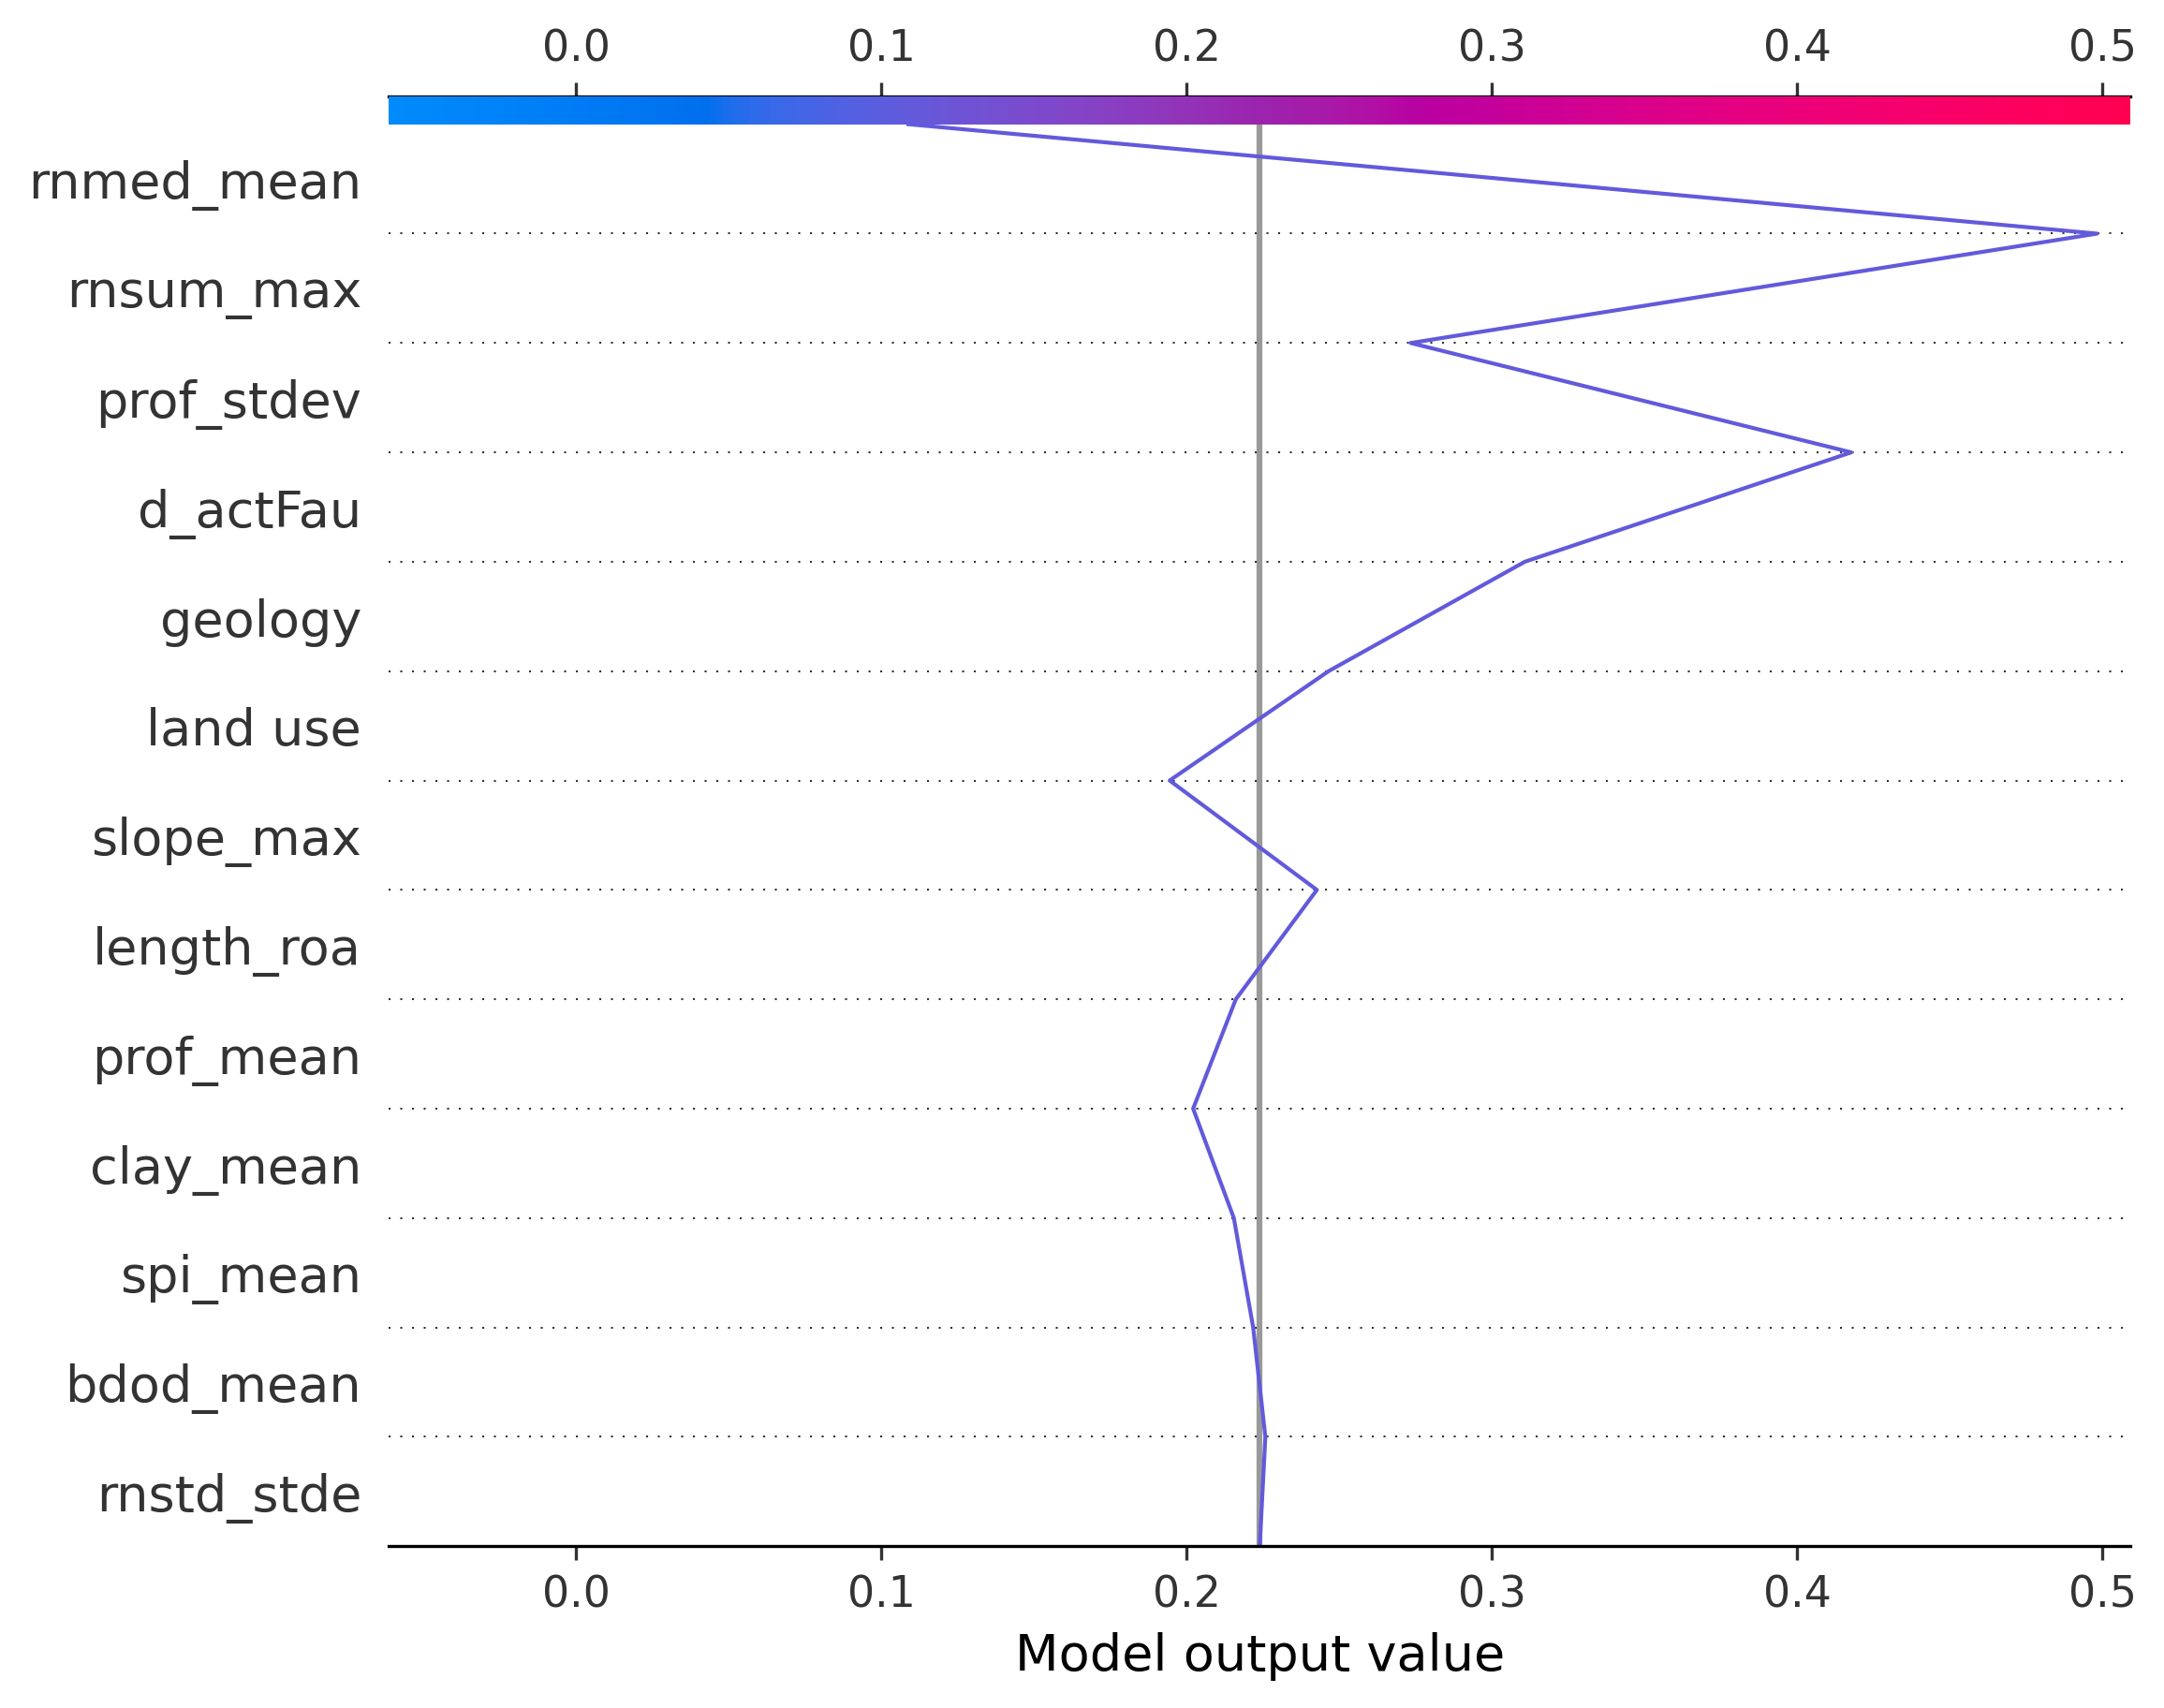 0.0 0.1 0.2 0.3 0.4 0.5
rnmed_mean
rnsum_max
prof_stdev
d_actFau
geology
land use
slope_max
length_roa
prof_mean
clay_mean
spi_mean
bdod_mean
rnstd_stde
0.0 0.1 0.2 0.3 0.4 0.5
Model output value